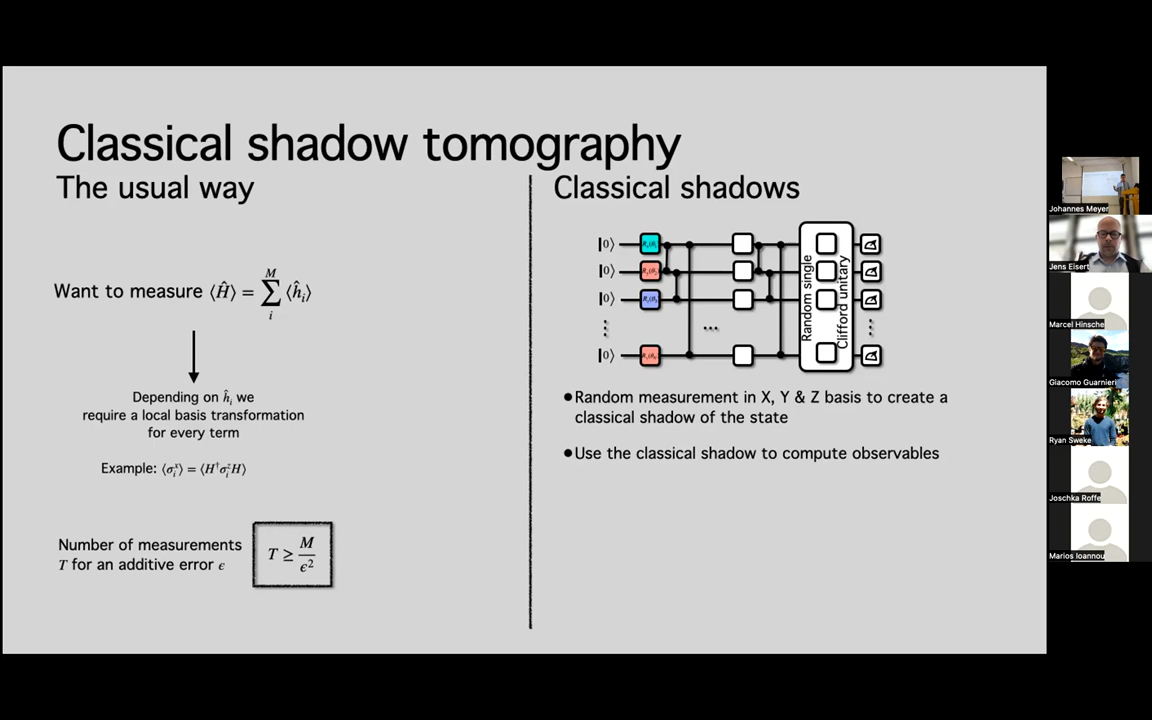 Classical shadow tomography
The usual way
Want to measure ⟨Ĥ⟩ = ∑_i^M ⟨ĥ_i⟩
Depending on ĥ_i we
require a local basis transformation
for every term
Example: ⟨σ_i^x⟩ = ⟨H†σ_i^z H⟩
Number of measurements
T for an additive error ϵ
T ≥ M/ϵ²
Classical shadows
|0⟩
|0⟩
|0⟩
⋮
|0⟩
...
Random single
Clifford unitary
⋮
●Random measurement in X, Y & Z basis to create a
classical shadow of the state
●Use the classical shadow to compute observables
Johannes Meyer
Jens Eisert
Marcel Hinsche
Giacomo Guarnieri
Ryan Sweke
Joschka Roffe
Marios Ioannou